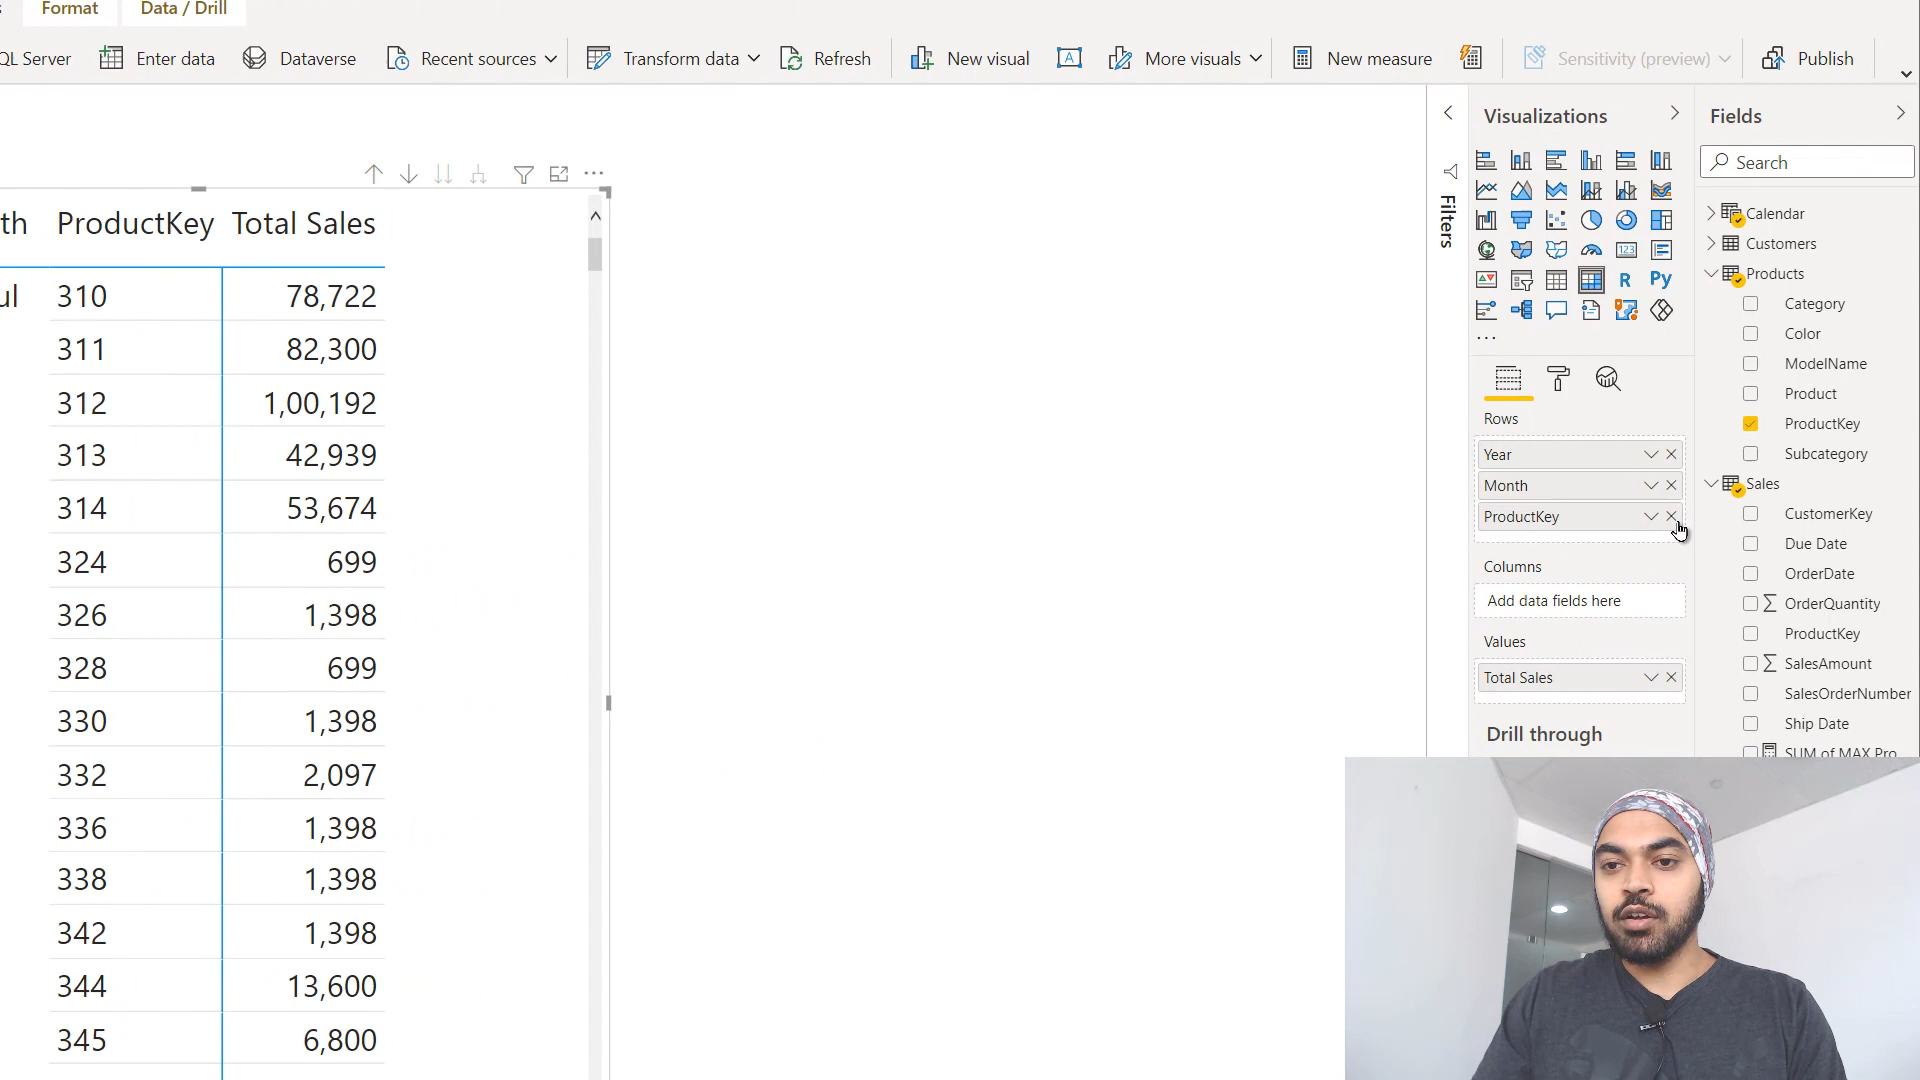 Format
Data / Drill
QL Server
Enter data
Dataverse
Recent sources
Transform data
Refresh
New visual
More visuals
New measure
Sensitivity (preview)
Publish
th
ProductKey
Total Sales
ul
310 78,722
311 82,300
312 1,00,192
313 42,939
314 53,674
324 699
326 1,398
328 699
330 1,398
332 2,097
336 1,398
338 1,398
342 1,398
344 13,600
345 6,800
Filters
Visualizations
123
R
Py
Rows
Year
Month
ProductKey
Columns
Add data fields here
Values
Total Sales
Drill through
Fields
Search
Calendar
Customers
Products
Category
Color
ModelName
Product
ProductKey
Subcategory
Sales
CustomerKey
Due Date
OrderDate
OrderQuantity
ProductKey
SalesAmount
SalesOrderNumber
Ship Date
SUM of MAX Pro